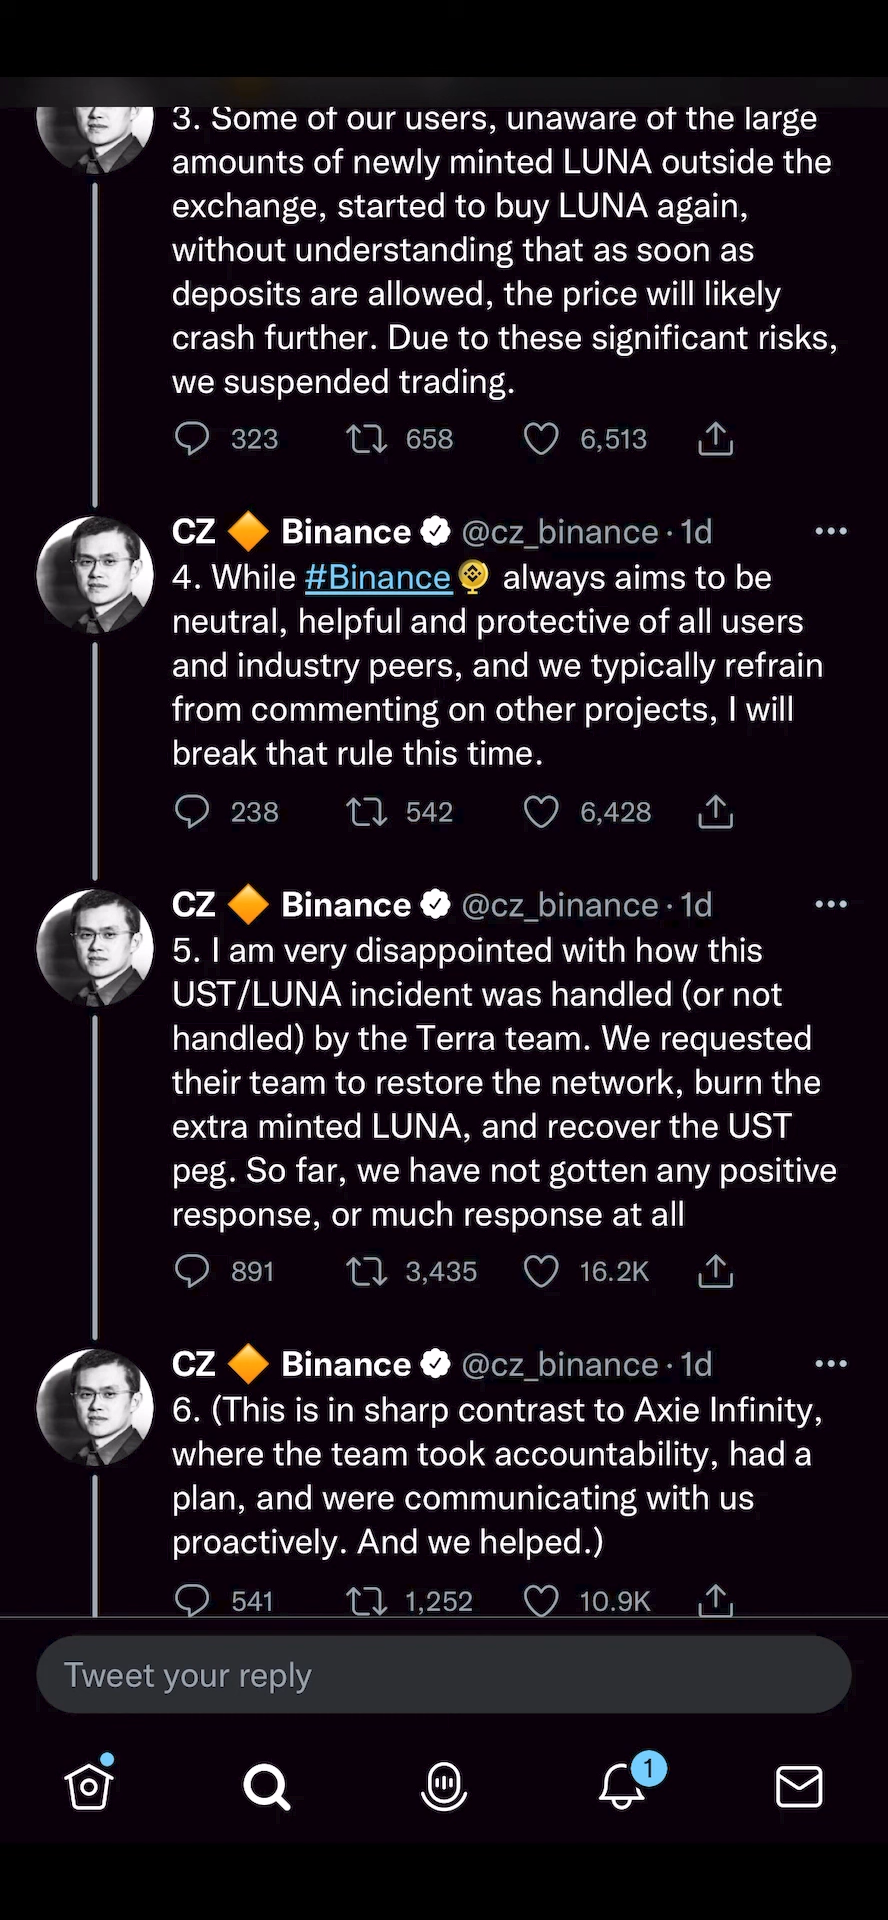 3. Some of our users, unaware of the large
amounts of newly minted LUNA outside the
exchange, started to buy LUNA again,
without understanding that as soon as
deposits are allowed, the price will likely
crash further. Due to these significant risks,
we suspended trading.
323 658 6,513
CZ 🔶 Binance @cz_binance · 1d
4. While #Binance always aims to be
neutral, helpful and protective of all users
and industry peers, and we typically refrain
from commenting on other projects, I will
break that rule this time.
238 542 6,428
CZ 🔶 Binance @cz_binance · 1d
5. I am very disappointed with how this
UST/LUNA incident was handled (or not
handled) by the Terra team. We requested
their team to restore the network, burn the
extra minted LUNA, and recover the UST
peg. So far, we have not gotten any positive
response, or much response at all
891 3,435 16.2K
CZ 🔶 Binance @cz_binance · 1d
6. (This is in sharp contrast to Axie Infinity,
where the team took accountability, had a
plan, and were communicating with us
proactively. And we helped.)
541 1,252 10.9K
Tweet your reply
1